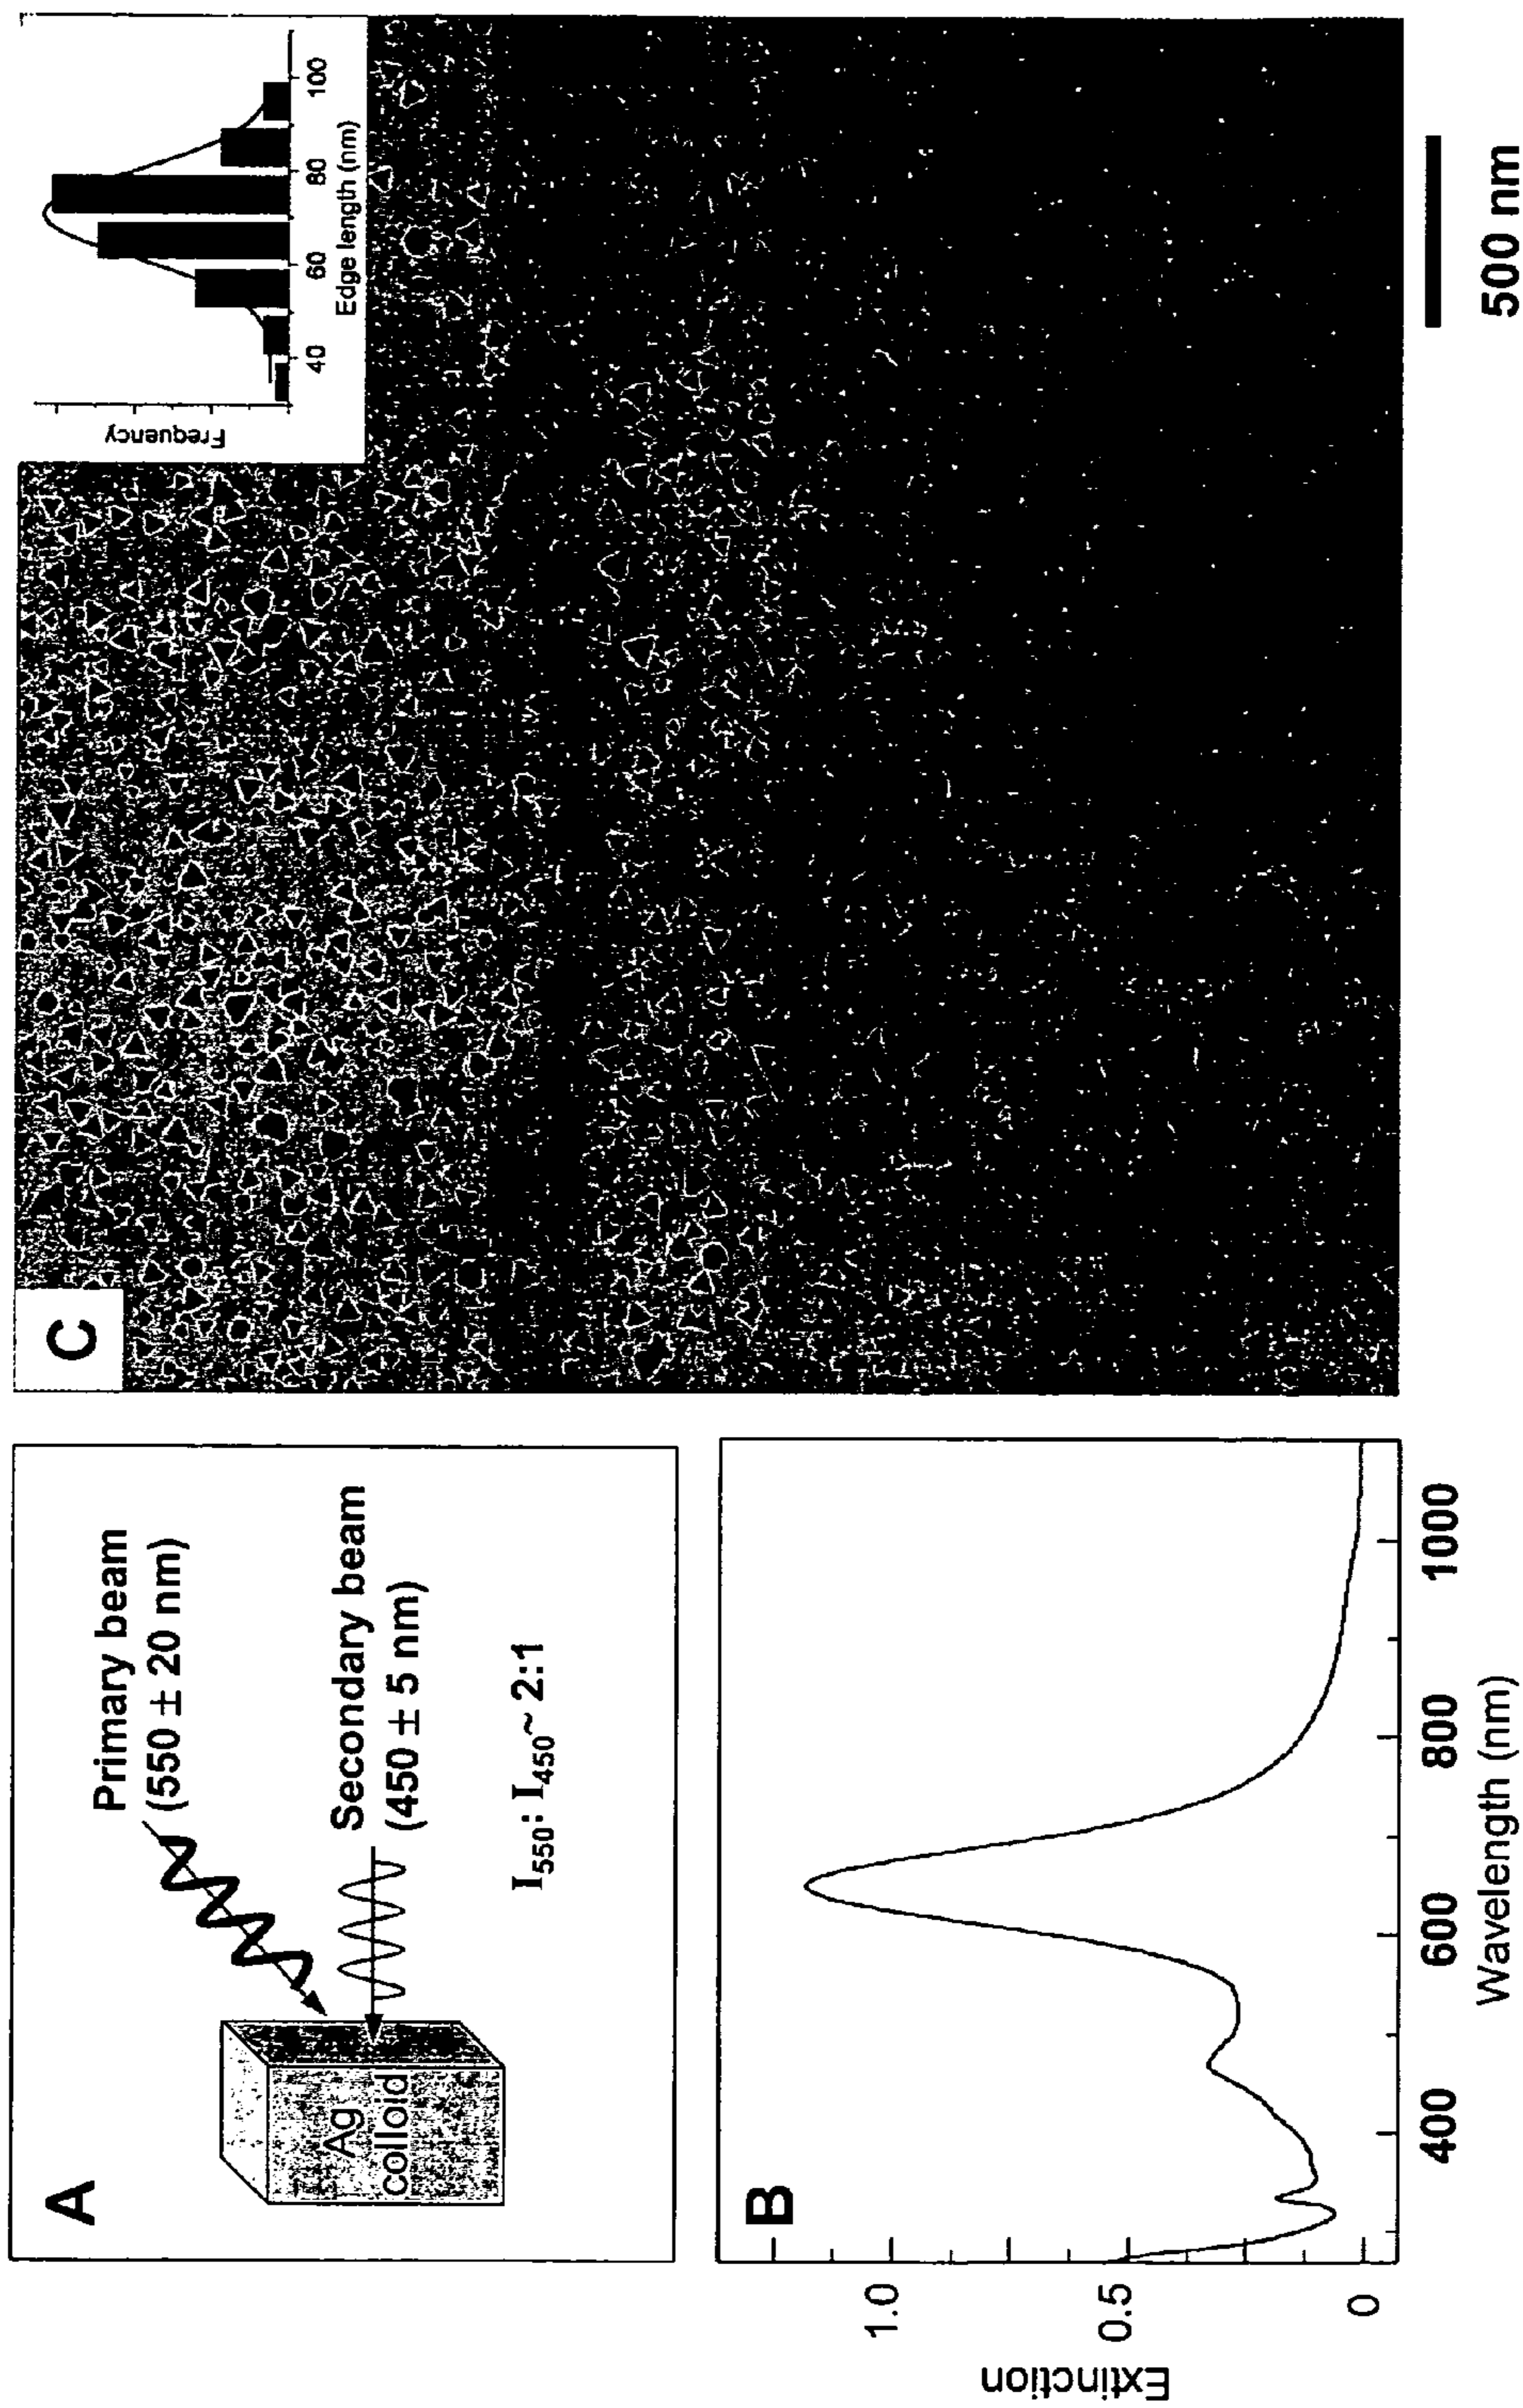 A
Primary beam
(550 ± 20 nm)
Secondary beam
(450 ± 5 nm)
I550: I450~ 2:1
Ag
colloid
B
Extinction
1.0
0.5
0
400
600
800
1000
Wavelength (nm)
C
Frequency
40
60
80
100
Edge length (nm)
500 nm